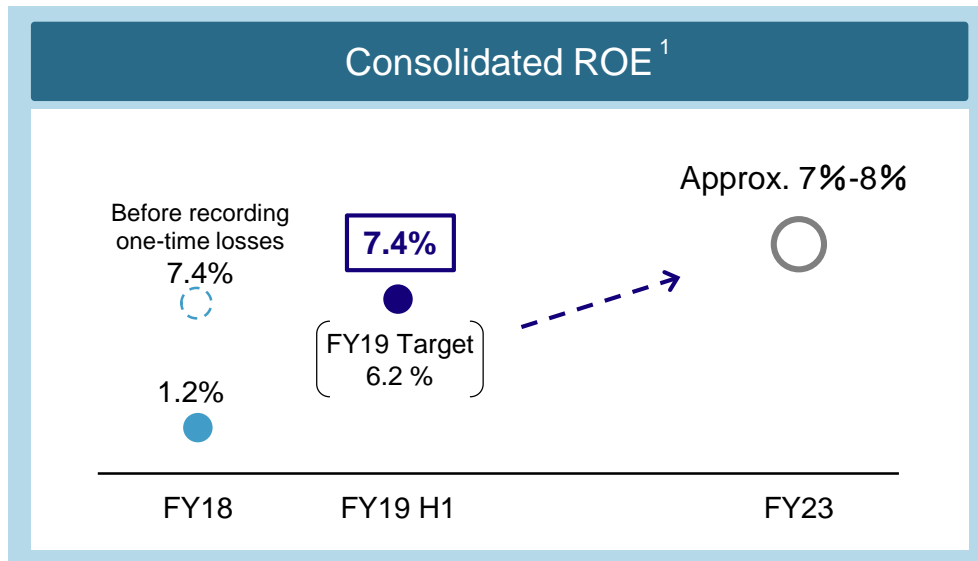 Consolidated ROE 1
Before recording
one-time losses
7.4%
1.2%
7.4%
FY19 Target
6.2 %
Approx. 7%-8%
FY18
FY19 H1
FY23